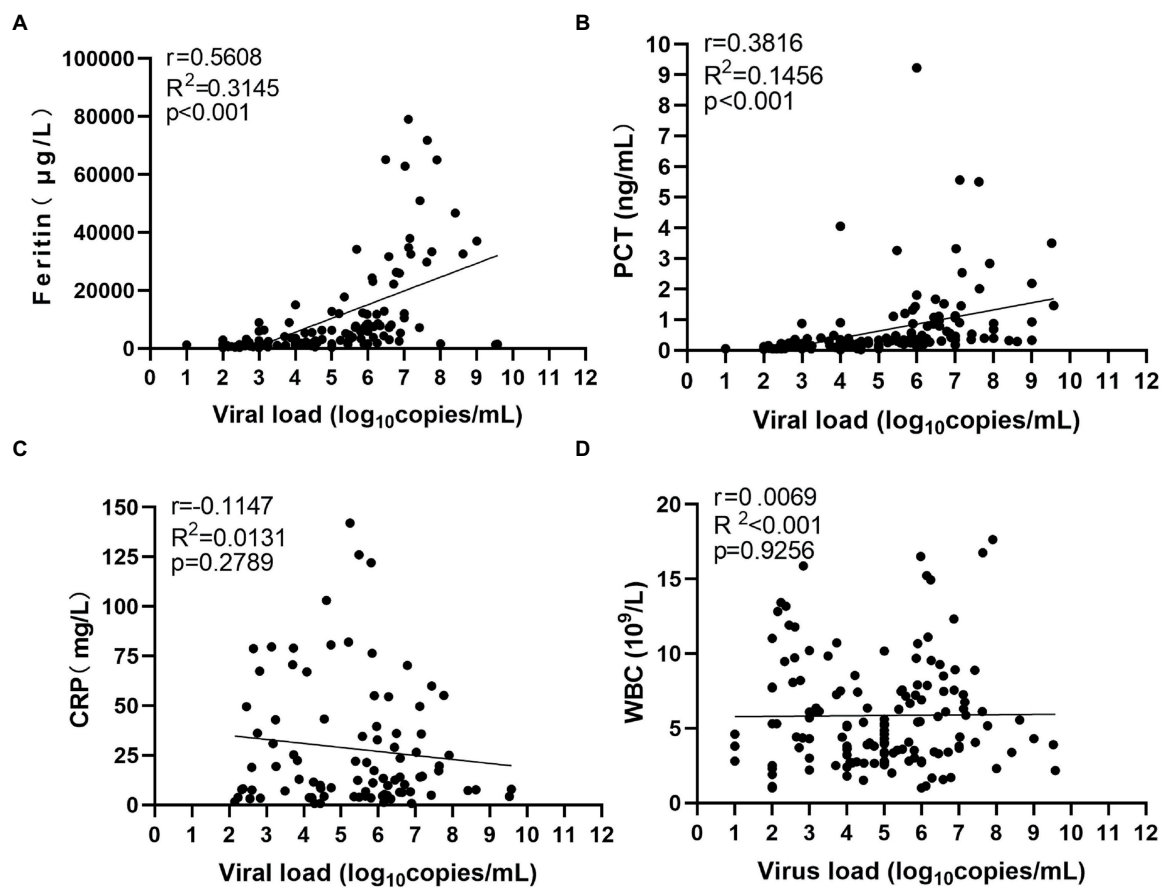 A
r=0.5608
R²=0.3145
p<0.001
100000
80000
60000
40000
20000
0
Feritin( μg/L)
0 1 2 3 4 5 6 7 8 9 10 11 12
Viral load (log₁₀copies/mL)
B
r=0.3816
R²=0.1456
p<0.001
10
9
8
7
6
5
4
3
2
1
0
PCT (ng/mL)
0 1 2 3 4 5 6 7 8 9 10 11 12
Viral load (log₁₀copies/mL)
C
r=-0.1147
R²=0.0131
p=0.2789
150
125
100
75
50
25
0
CRP( mg/L)
0 1 2 3 4 5 6 7 8 9 10 11 12
Viral load (log₁₀copies/mL)
D
r=0.0069
R²<0.001
p=0.9256
20
15
10
5
0
WBC (10⁹/L)
0 1 2 3 4 5 6 7 8 9 10 11 12
Virus load (log₁₀copies/mL)